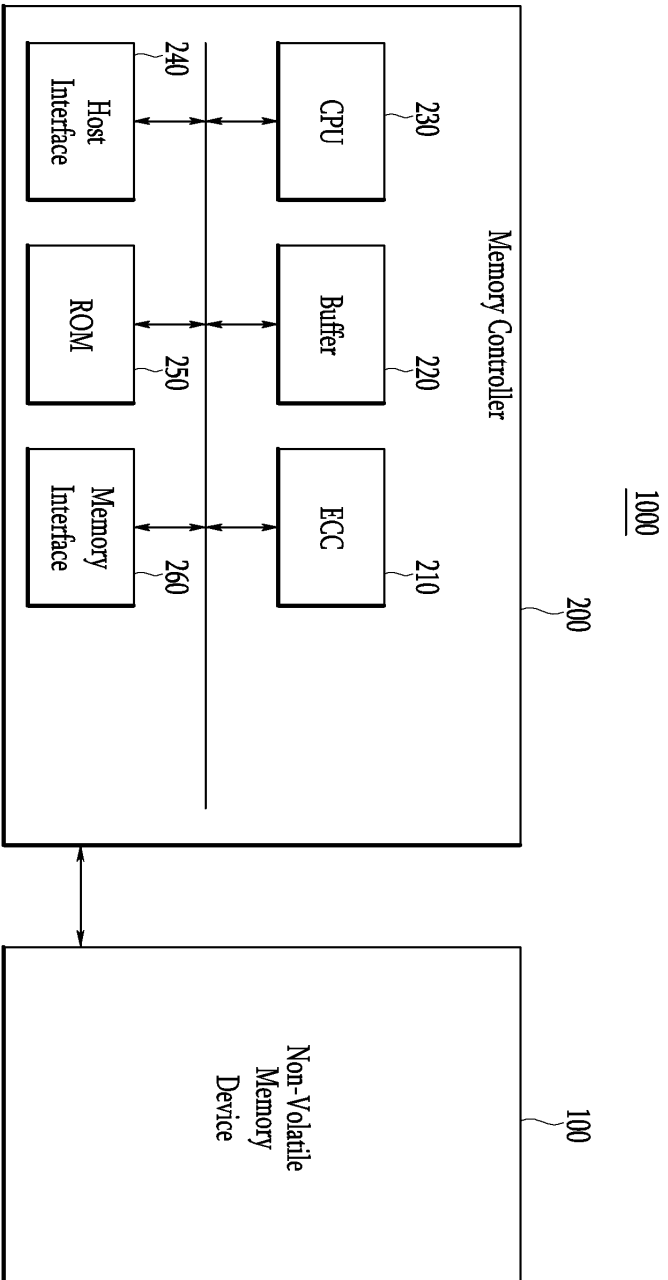 1000
200
100
Memory Controller
230
220
210
CPU
Buffer
ECC
240
250
260
Host
Interface
ROM
Memory
Interface
Non-Volatile
Memory
Device